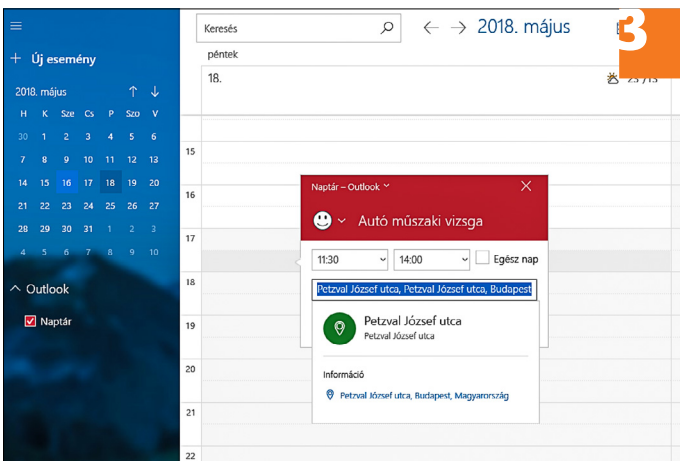 Új esemény
2018. május
H K Sze Cs P Szo V
30 1 2 3 4 5 6
7 8 9 10 11 12 13
14 15 16 17 18 19 20
21 22 23 24 25 26 27
28 29 30 31 1 2 3
4 5 6 7 8 9 10
Outlook
Naptár
Keresés
2018. május
3
péntek
18.
15
16
17
18
19
20
21
22
Naptár – Outlook
Autó műszaki vizsga
11:30 14:00 Egész nap
Petzval József utca, Petzval József utca, Budapest
Petzval József utca
Petzval József utca
Információ
Petzval József utca, Budapest, Magyarország